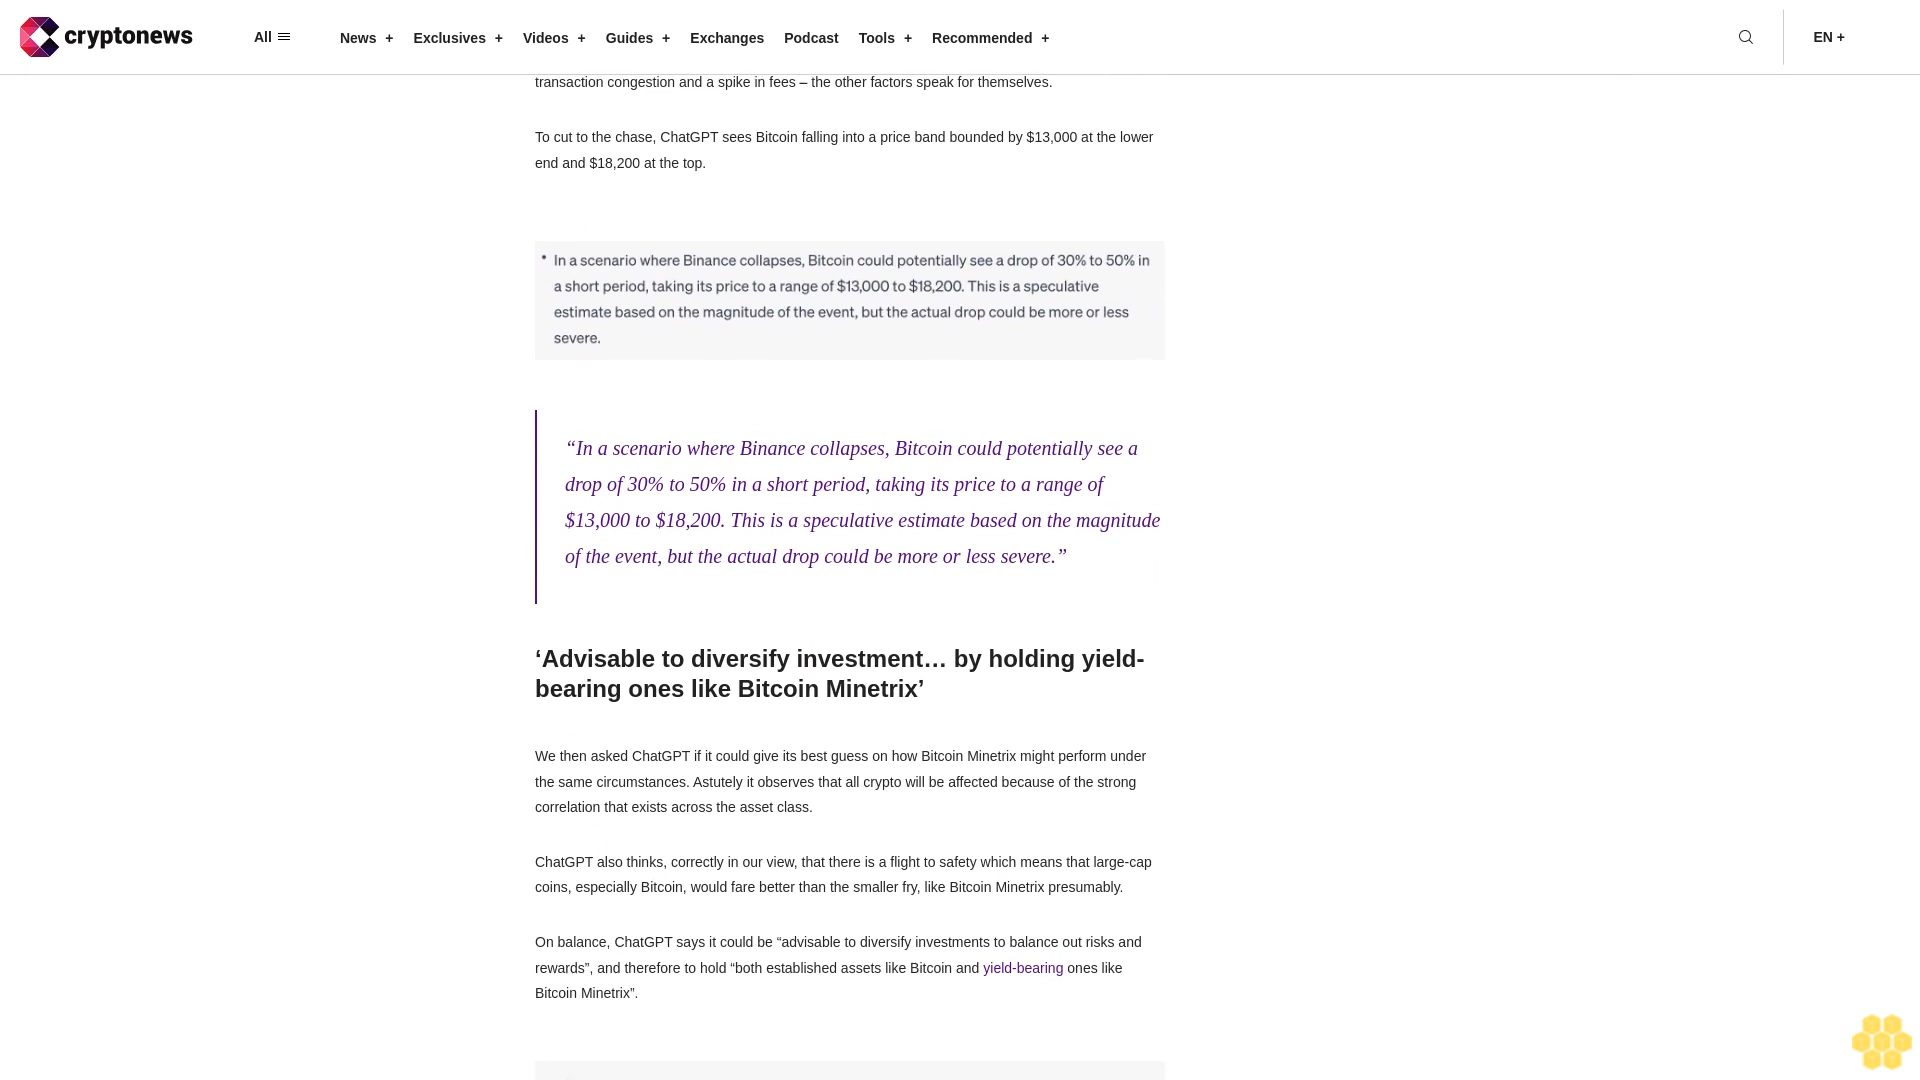 cryptonews
All
News +
Exclusives +
Videos +
Guides +
Exchanges
Podcast
Tools +
Recommended +
EN +
transaction congestion and a spike in fees – the other factors speak for themselves.
To cut to the chase, ChatGPT sees Bitcoin falling into a price band bounded by $13,000 at the lower
end and $18,200 at the top.
• In a scenario where Binance collapses, Bitcoin could potentially see a drop of 30% to 50% in
a short period, taking its price to a range of $13,000 to $18,200. This is a speculative
estimate based on the magnitude of the event, but the actual drop could be more or less
severe.
“In a scenario where Binance collapses, Bitcoin could potentially see a
drop of 30% to 50% in a short period, taking its price to a range of
$13,000 to $18,200. This is a speculative estimate based on the magnitude
of the event, but the actual drop could be more or less severe.”
‘Advisable to diversify investment… by holding yield-
bearing ones like Bitcoin Minetrix’
We then asked ChatGPT if it could give its best guess on how Bitcoin Minetrix might perform under
the same circumstances. Astutely it observes that all crypto will be affected because of the strong
correlation that exists across the asset class.
ChatGPT also thinks, correctly in our view, that there is a flight to safety which means that large-cap
coins, especially Bitcoin, would fare better than the smaller fry, like Bitcoin Minetrix presumably.
On balance, ChatGPT says it could be “advisable to diversify investments to balance out risks and
rewards”, and therefore to hold “both established assets like Bitcoin and yield-bearing ones like
Bitcoin Minetrix”.